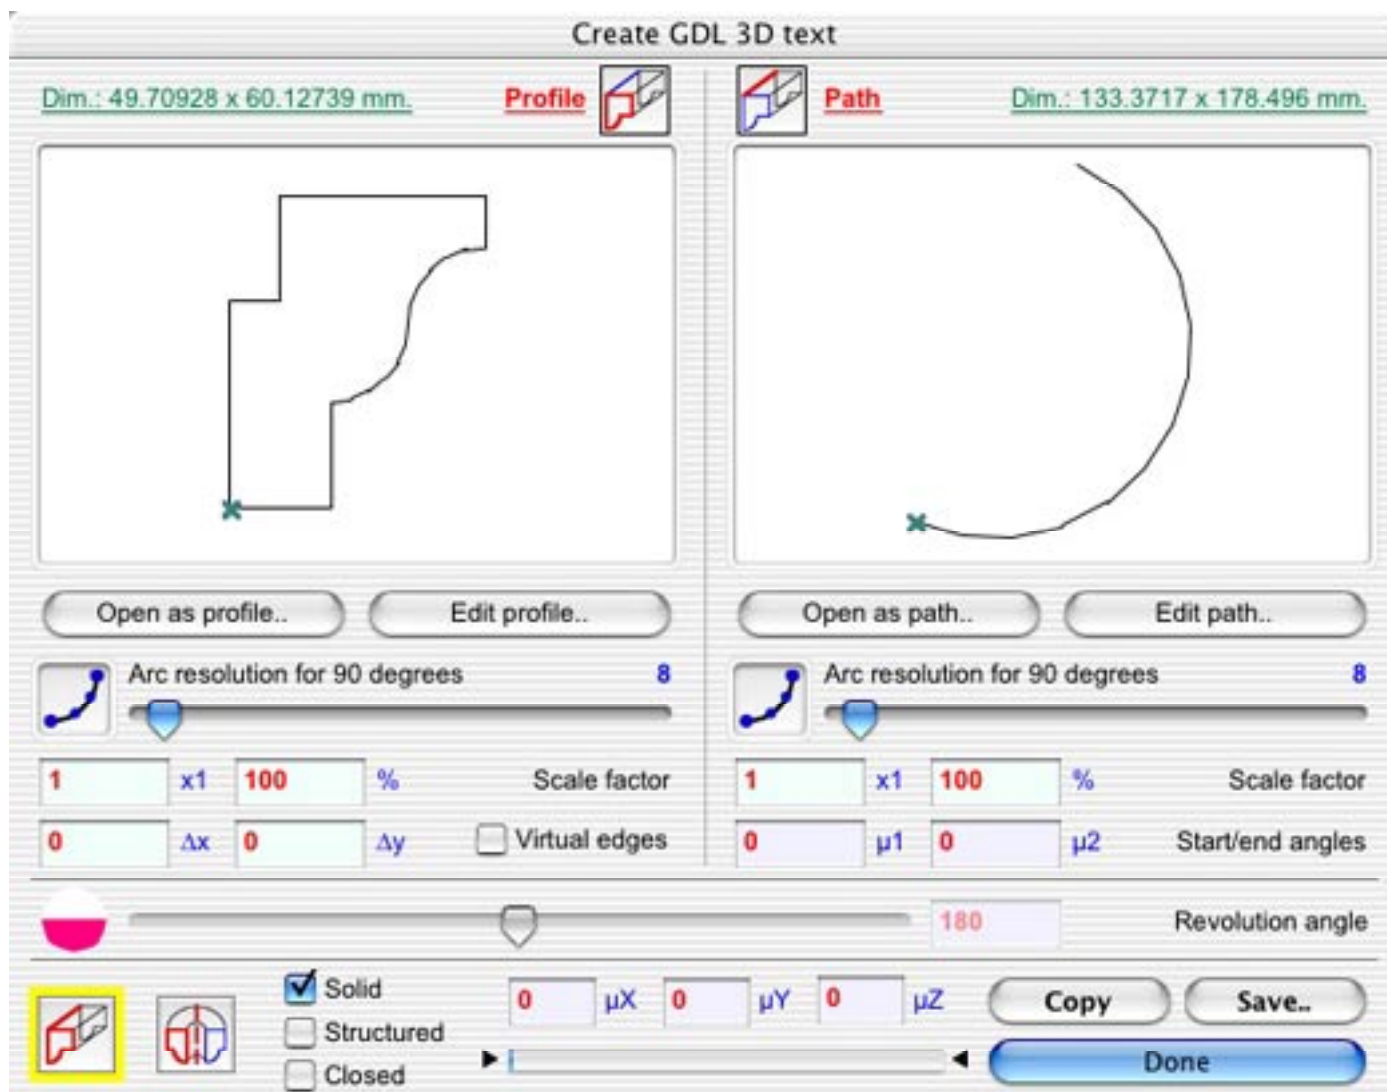 Create GDL 3D text
Dim.: 49.70928 x 60.12739 mm. Profile Path Dim.: 133.3717 x 178.496 mm.
Open as profile.. Edit profile.. Open as path.. Edit path..
Arc resolution for 90 degrees 8 Arc resolution for 90 degrees 8
1 x1 100 % Scale factor 1 x1 100 % Scale factor
0 Δx 0 Δy Virtual edges 0 µ1 0 µ2 Start/end angles
180 Revolution angle
Solid 0 µX 0 µY 0 µZ Copy Save..
Structured
Closed Done